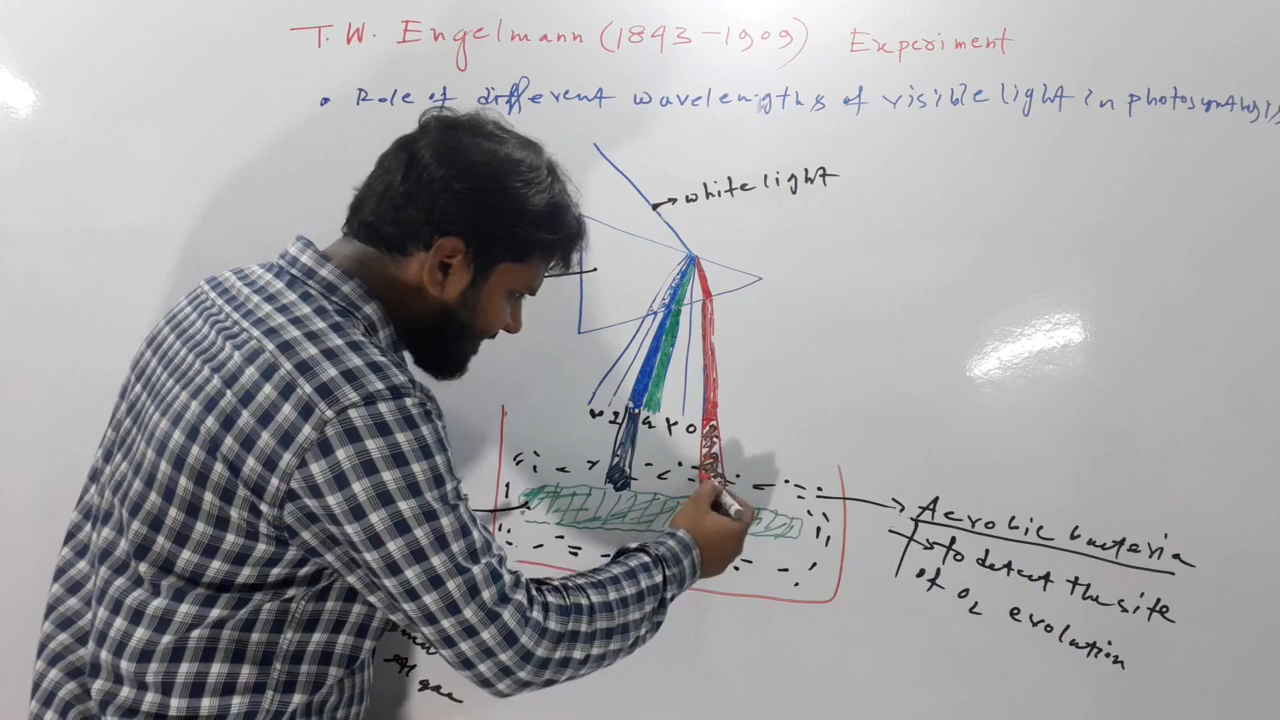 T. W. Engelmann (1843-1909) Experiment
• Role of different wavelengths of visible light in photosynthesis
white light
V I G Y O
Aerobic bacteria
to detect the site
of O2 evolution